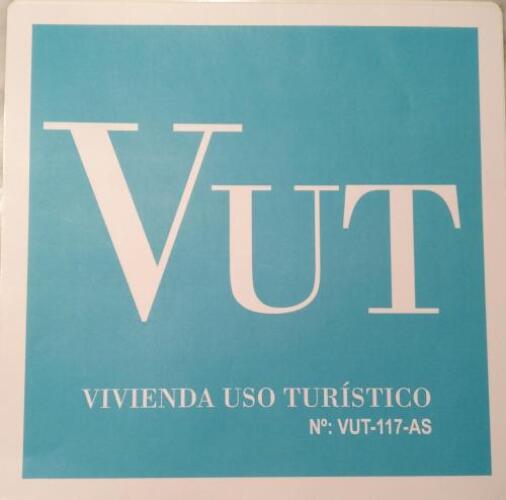 VUT
VIVIENDA USO TURÍSTICO
Nº: VUT-117-AS